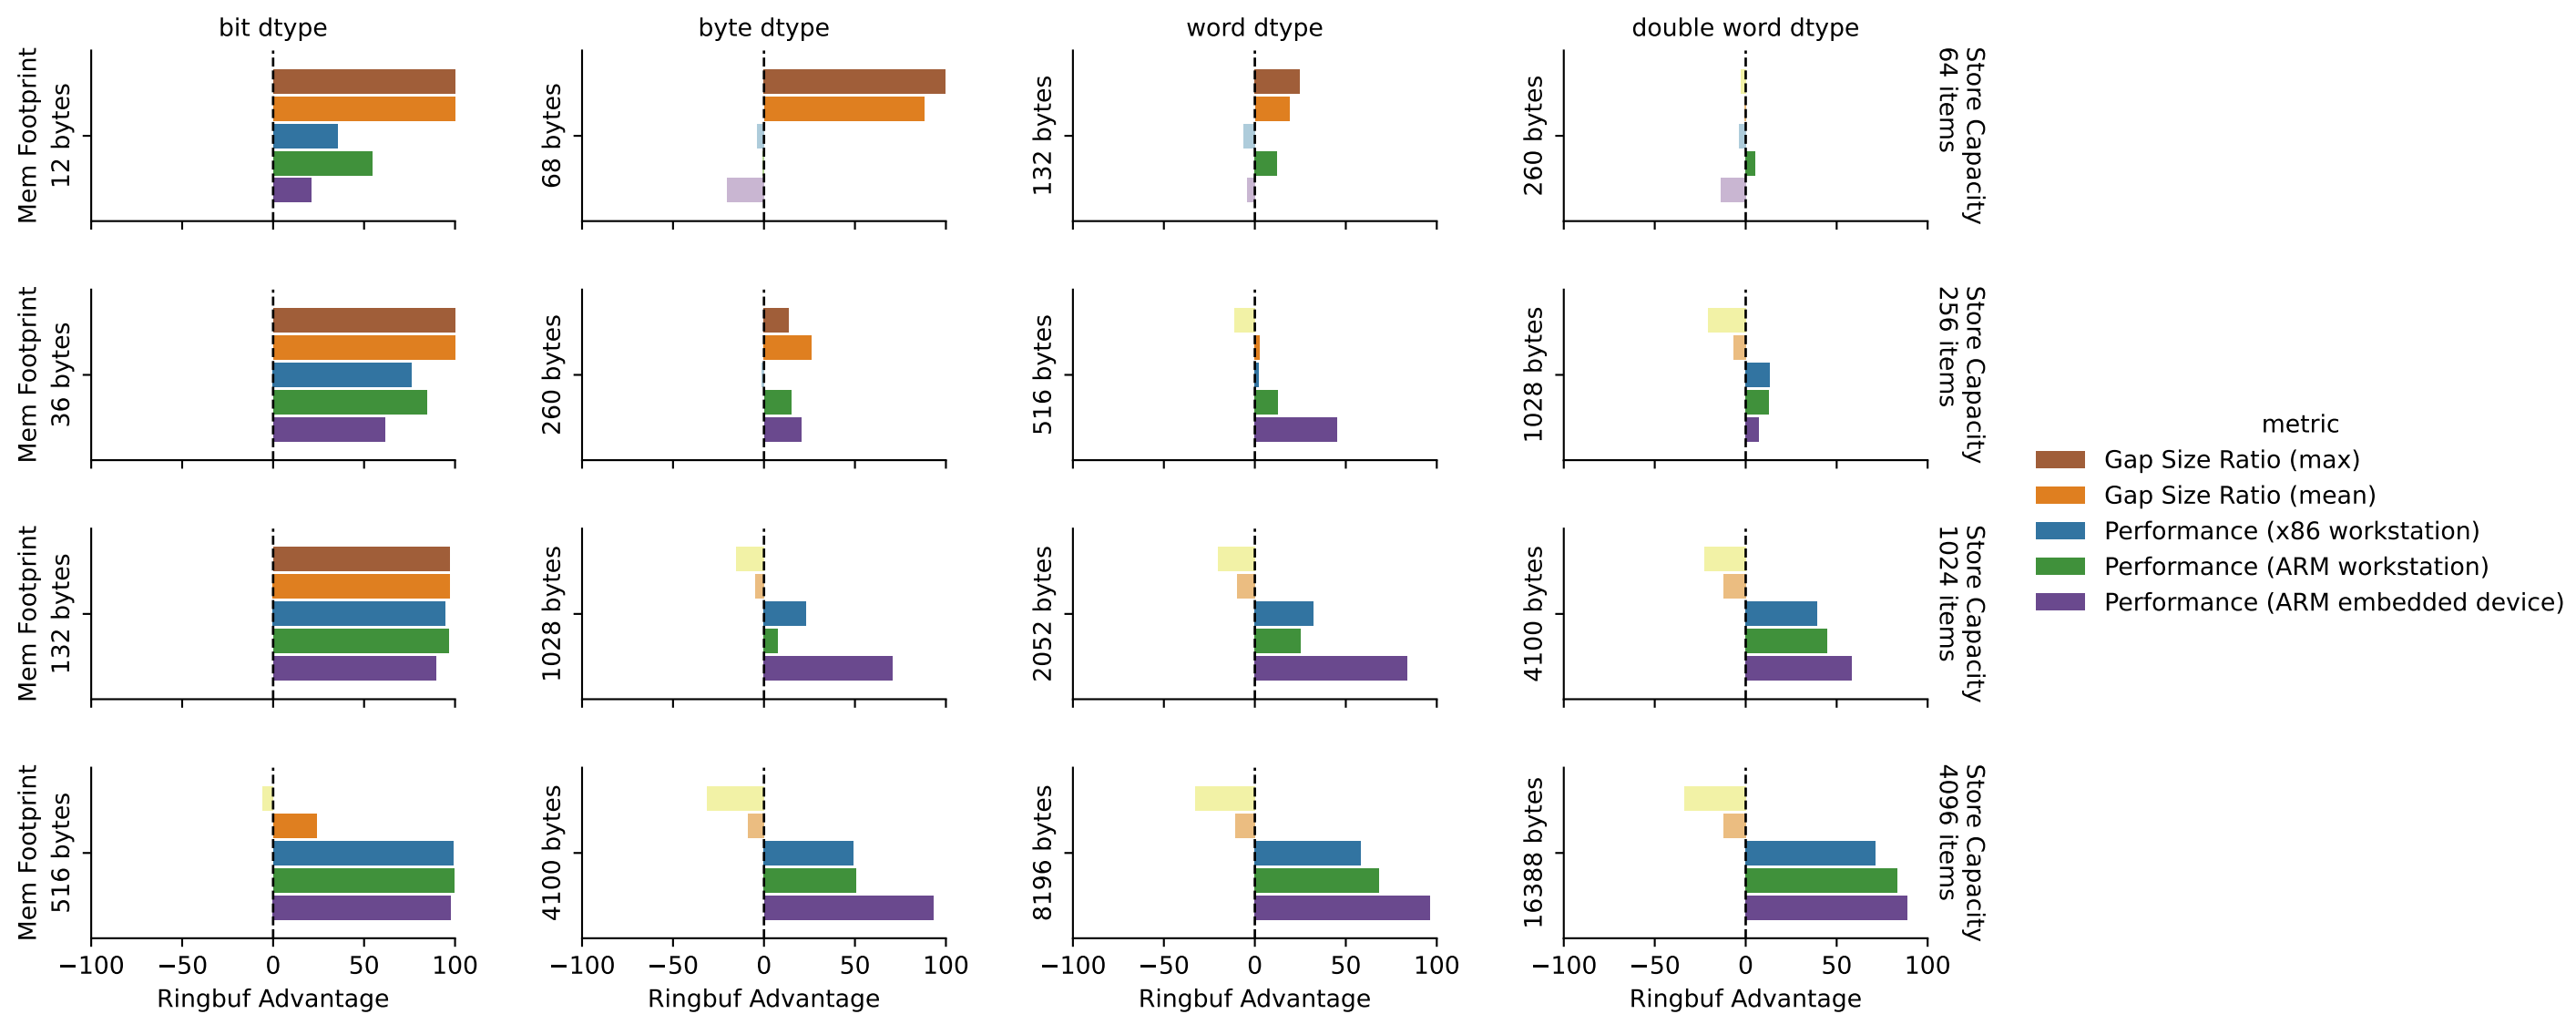 bit dtype
byte dtype
word dtype
double word dtype
Mem Footprint
12 bytes
68 bytes
132 bytes
260 bytes
Store Capacity
64 items
Mem Footprint
36 bytes
260 bytes
516 bytes
1028 bytes
Store Capacity
256 items
Mem Footprint
132 bytes
1028 bytes
2052 bytes
4100 bytes
Store Capacity
1024 items
Mem Footprint
516 bytes
4100 bytes
8196 bytes
16388 bytes
Store Capacity
4096 items
−100 −50 0 50 100
−100 −50 0 50 100
−100 −50 0 50 100
−100 −50 0 50 100
Ringbuf Advantage
Ringbuf Advantage
Ringbuf Advantage
Ringbuf Advantage
metric
Gap Size Ratio (max)
Gap Size Ratio (mean)
Performance (x86 workstation)
Performance (ARM workstation)
Performance (ARM embedded device)